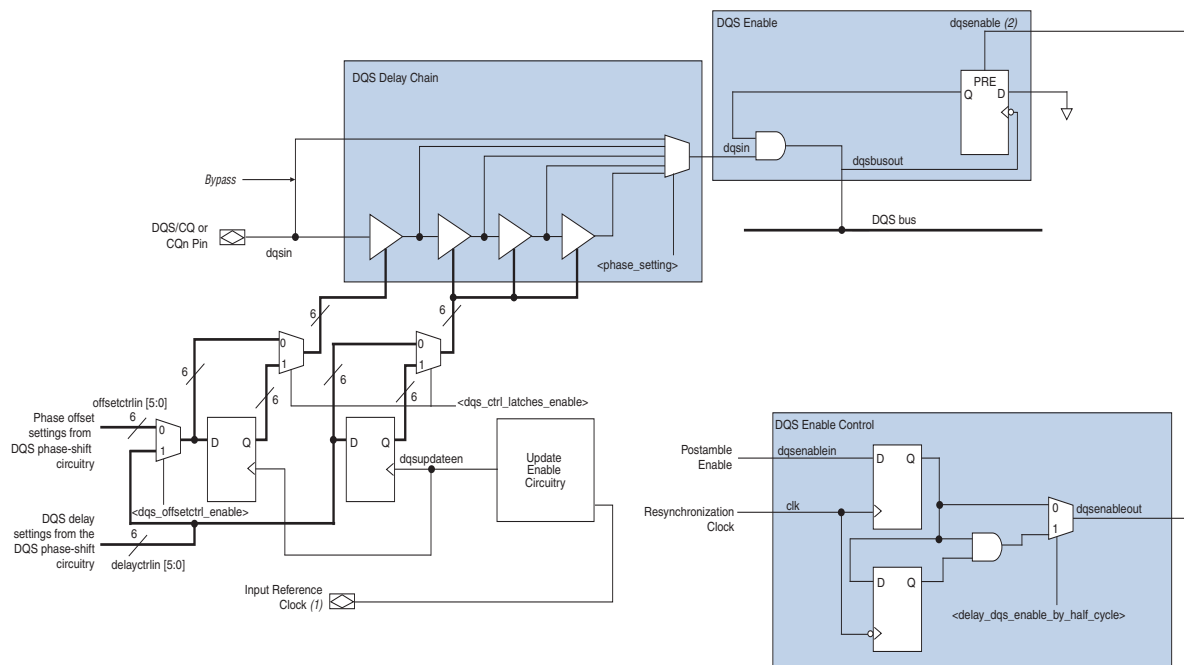 DQS Enable
dqsenable (2)
PRE
Q
D
dqsin
dqsbusout
DQS bus
DQS Delay Chain
Bypass
DQS/CQ or
CQn Pin
dqsin
<phase_setting>
6
6
0
1
0
1
6
6
6
6
<dqs_ctrl_latches_enable>
offsetctrlin [5:0]
Phase offset
settings from
DQS phase-shift
circuitry
6
0
1
D
Q
D
Q
dqsupdateen
Update
Enable
Circuitry
<dqs_offsetctrl_enable>
DQS delay
settings from the
DQS phase-shift
circuitry
6
delayctrlin [5:0]
Input Reference
Clock (1)
DQS Enable Control
Postamble
Enable
dqsenablein
D
Q
Resynchronization
Clock
clk
0
1
dqsenableout
D
Q
<delay_dqs_enable_by_half_cycle>